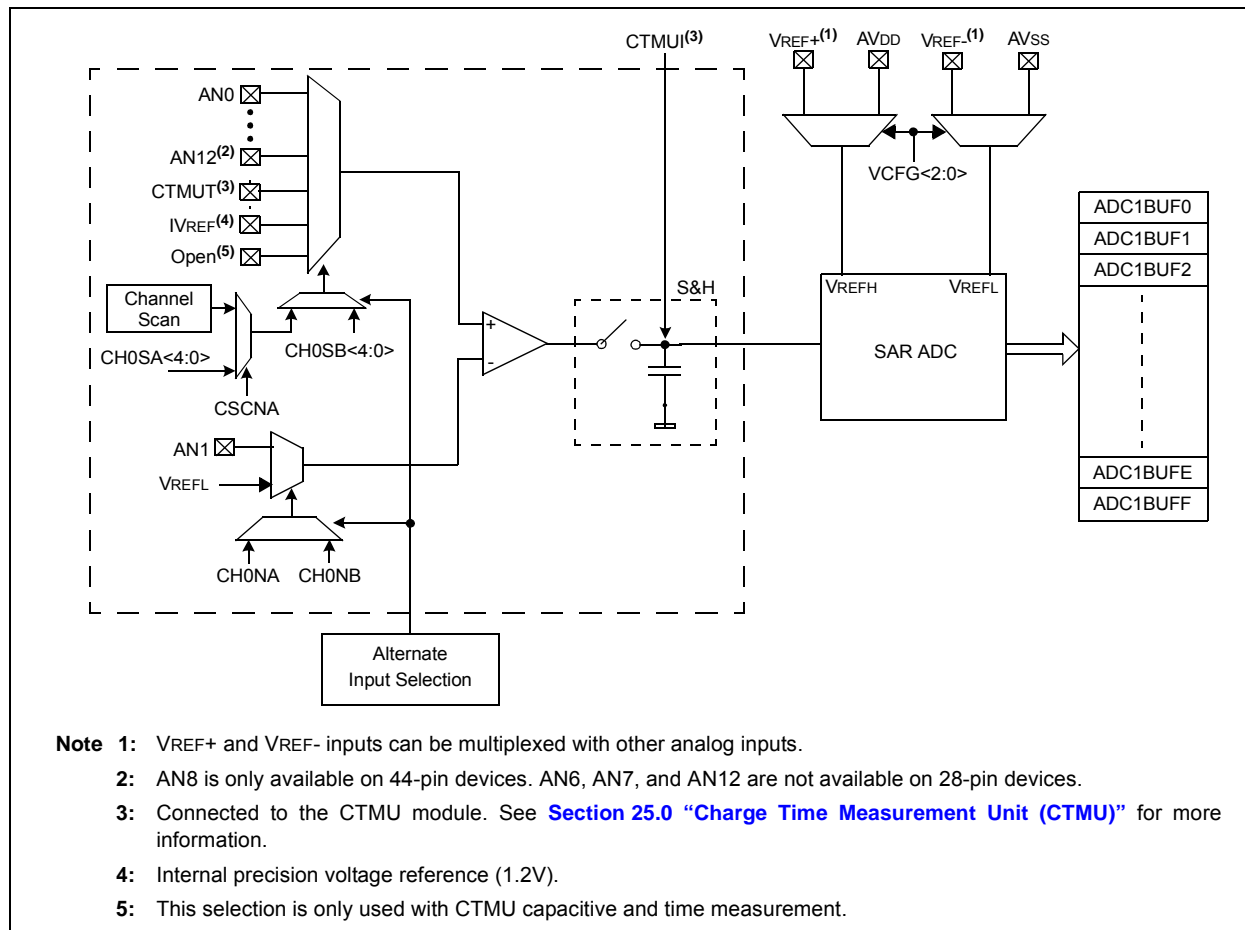 CTMUI(3)
VREF+(1) AVDD VREF-(1) AVSS
AN0
AN12(2)
CTMUT(3)
IVREF(4)
Open(5)
VCFG<2:0>
ADC1BUF0
ADC1BUF1
ADC1BUF2
Channel
Scan
S&H
VREFH VREFL
CH0SA<4:0>
CH0SB<4:0>
+
-
SAR ADC
CSCNA
AN1
VREFL
ADC1BUFE
ADC1BUFF
CH0NA CH0NB
Alternate
Input Selection
Note 1: VREF+ and VREF- inputs can be multiplexed with other analog inputs.
2: AN8 is only available on 44-pin devices. AN6, AN7, and AN12 are not available on 28-pin devices.
3: Connected to the CTMU module. See Section 25.0 “Charge Time Measurement Unit (CTMU)” for more
information.
4: Internal precision voltage reference (1.2V).
5: This selection is only used with CTMU capacitive and time measurement.